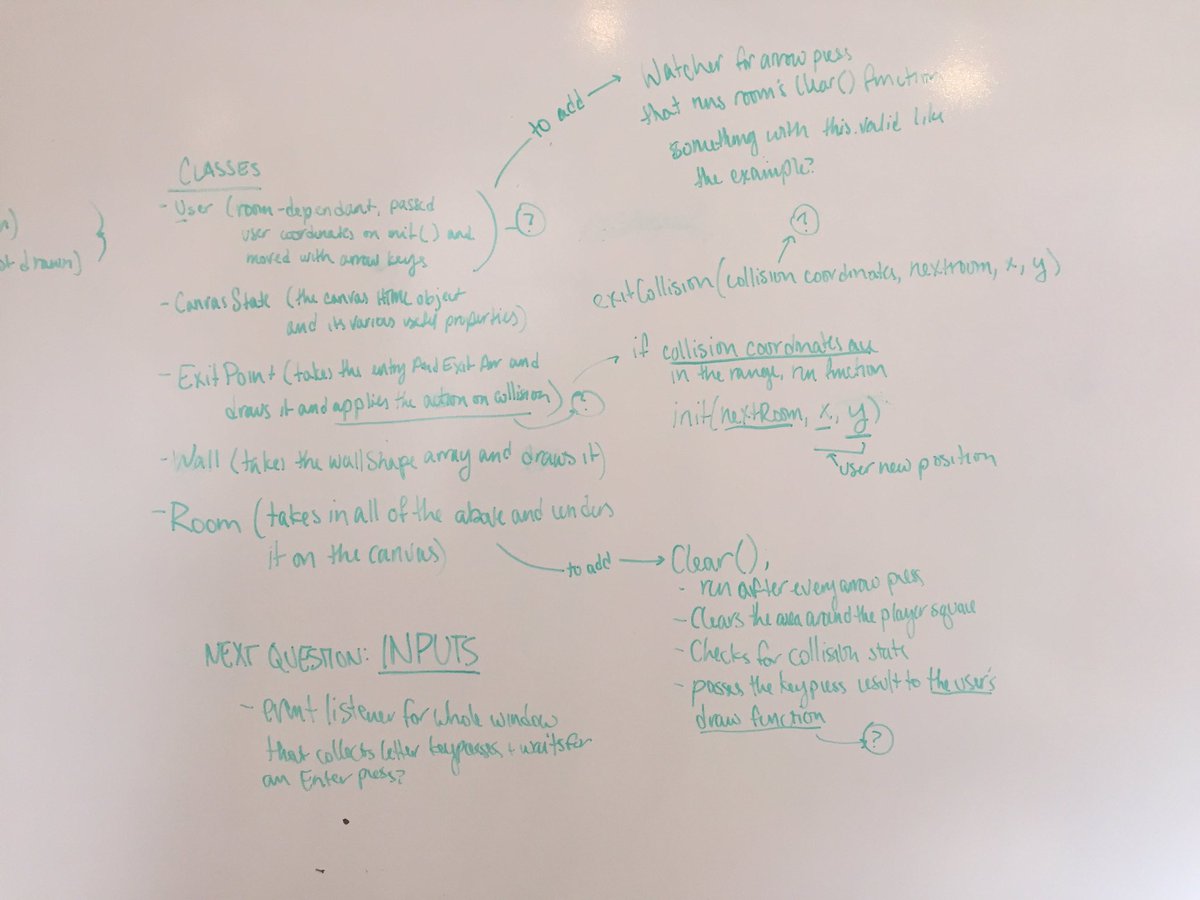 n)
ot drawn)
CLASSES
- User (room-dependant, passed
user coordinates on init() and
moved with arrow keys
?
to add
Watcher for arrow press
that runs room's Clear() function
something with this.valid like
the example?
- CanvasState (the canvas HTML object
and its various useful properties)
- ExitPoint (takes the entry And Exit Arr and
draws it and applies the action on collision)
?
?
exitCollision(collision coordinates, nextroom, x, y)
if collision coordinates are
in the range, run function
init(nextRoom, x, y)
user new position
- Wall (takes the wallShape array and draws it)
- Room (takes in all of the above and renders
it on the canvas)
to add
Clear(),
- run after every arrow press
- Clears the area around the player square
- Checks for collision state
- passes the keypress result to the user's
draw function
?
NEXT QUESTION: INPUTS
- event listener for whole window
that collects letter keypresses + waits for
an Enter press?